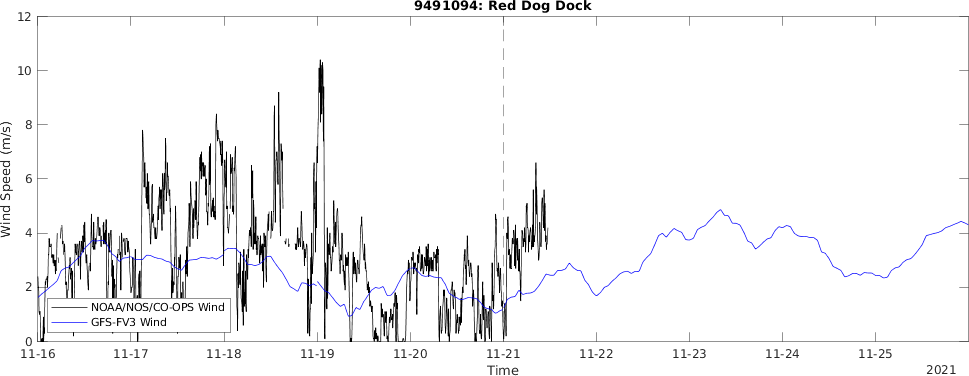 9491094: Red Dog Dock
12
10
8
6
4
2
0
Wind Speed (m/s)
NOAA/NOS/CO-OPS Wind
GFS-FV3 Wind
11-16 11-17 11-18 11-19 11-20 11-21 11-22 11-23 11-24 11-25
Time
2021